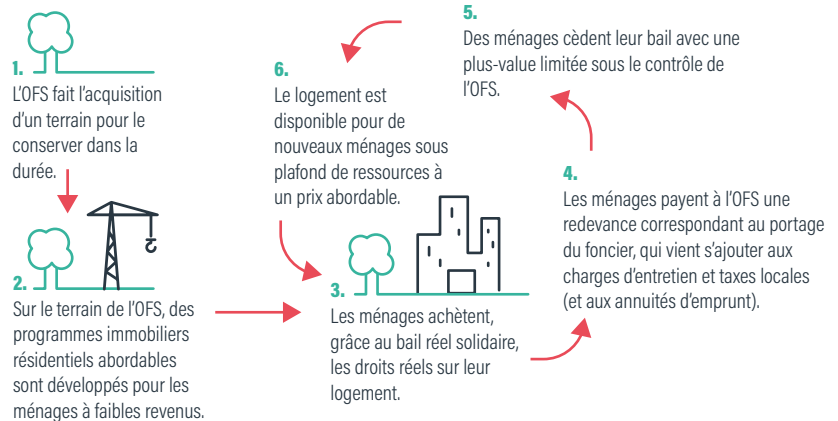 1.
L'OFS fait l'acquisition
d'un terrain pour le
conserver dans la
durée.
2.
Sur le terrain de l'OFS, des
programmes immobiliers
résidentiels abordables
sont développés pour les
ménages à faibles revenus.
3.
Les ménages achètent,
grâce au bail réel solidaire,
les droits réels sur leur
logement.
4.
Les ménages payent à l'OFS une
redevance correspondant au portage
du foncier, qui vient s'ajouter aux
charges d'entretien et taxes locales
(et aux annuités d'emprunt).
5.
Des ménages cèdent leur bail avec une
plus-value limitée sous le contrôle de
l'OFS.
6.
Le logement est
disponible pour de
nouveaux ménages sous
plafond de ressources à
un prix abordable.